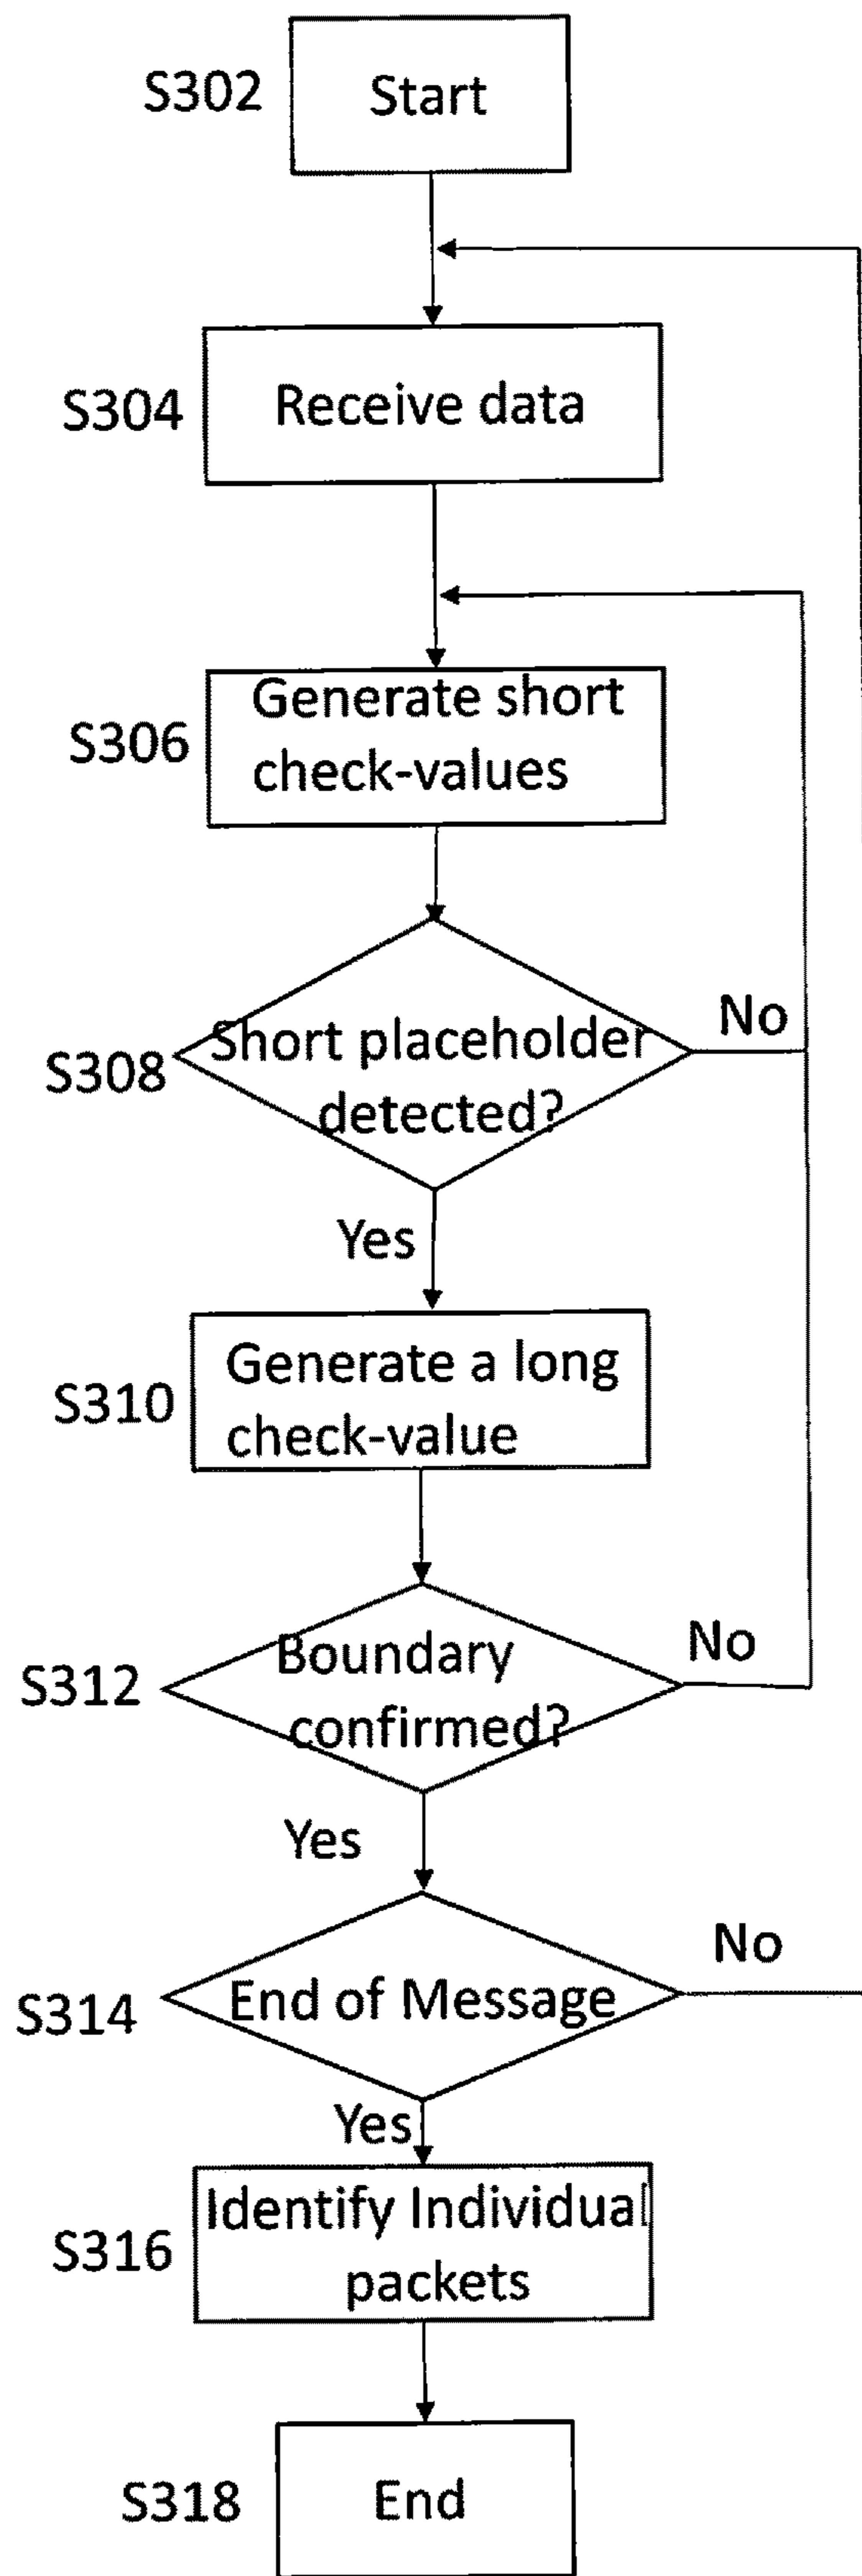 S302
Start
S304
Receive data
S306
Generate short
check-values
S308
Short placeholder
detected?
No
Yes
S310
Generate a long
check-value
S312
Boundary
confirmed?
No
Yes
S314
End of Message
No
Yes
S316
Identify Individual
packets
S318
End